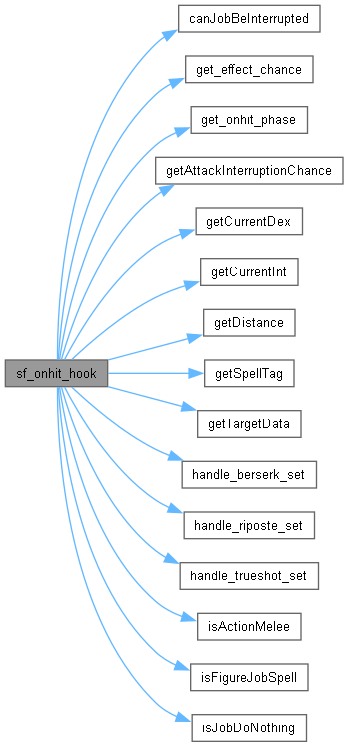 canJobBeInterrupted
get_effect_chance
get_onhit_phase
getAttackInterruptionChance
getCurrentDex
getCurrentInt
getDistance
sf_onhit_hook
getSpellTag
getTargetData
handle_berserk_set
handle_riposte_set
handle_trueshot_set
isActionMelee
isFigureJobSpell
isJobDoNothing